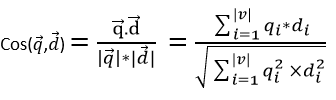 Cos(q⃗,d⃗) = q⃗.d⃗ / |q⃗|*|d⃗| = ∑_{i=1}^{|v|} q_i*d_i / √(∑_{i=1}^{|v|} q_i^2 ×d_i^2)